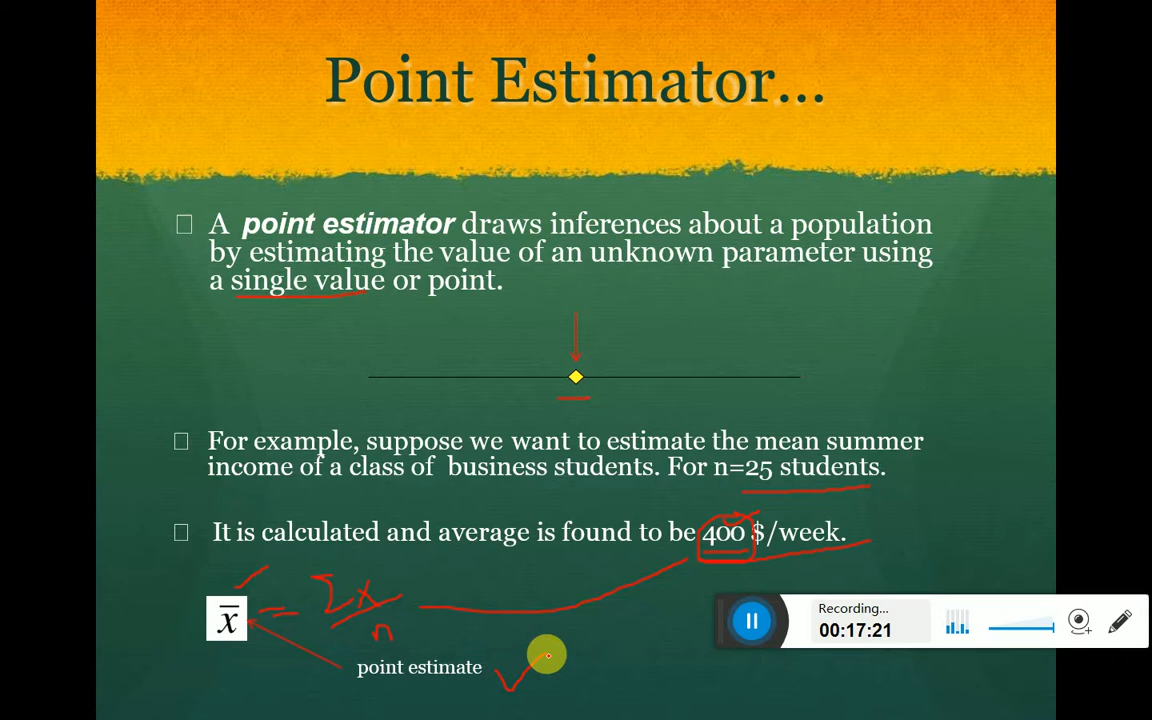 Point Estimator...
A point estimator draws inferences about a population
by estimating the value of an unknown parameter using
a single value or point.
For example, suppose we want to estimate the mean summer
income of a class of business students. For n=25 students.
It is calculated and average is found to be 400 $/week.
x̅ = Σx
n
point estimate
Recording...
00:17:21